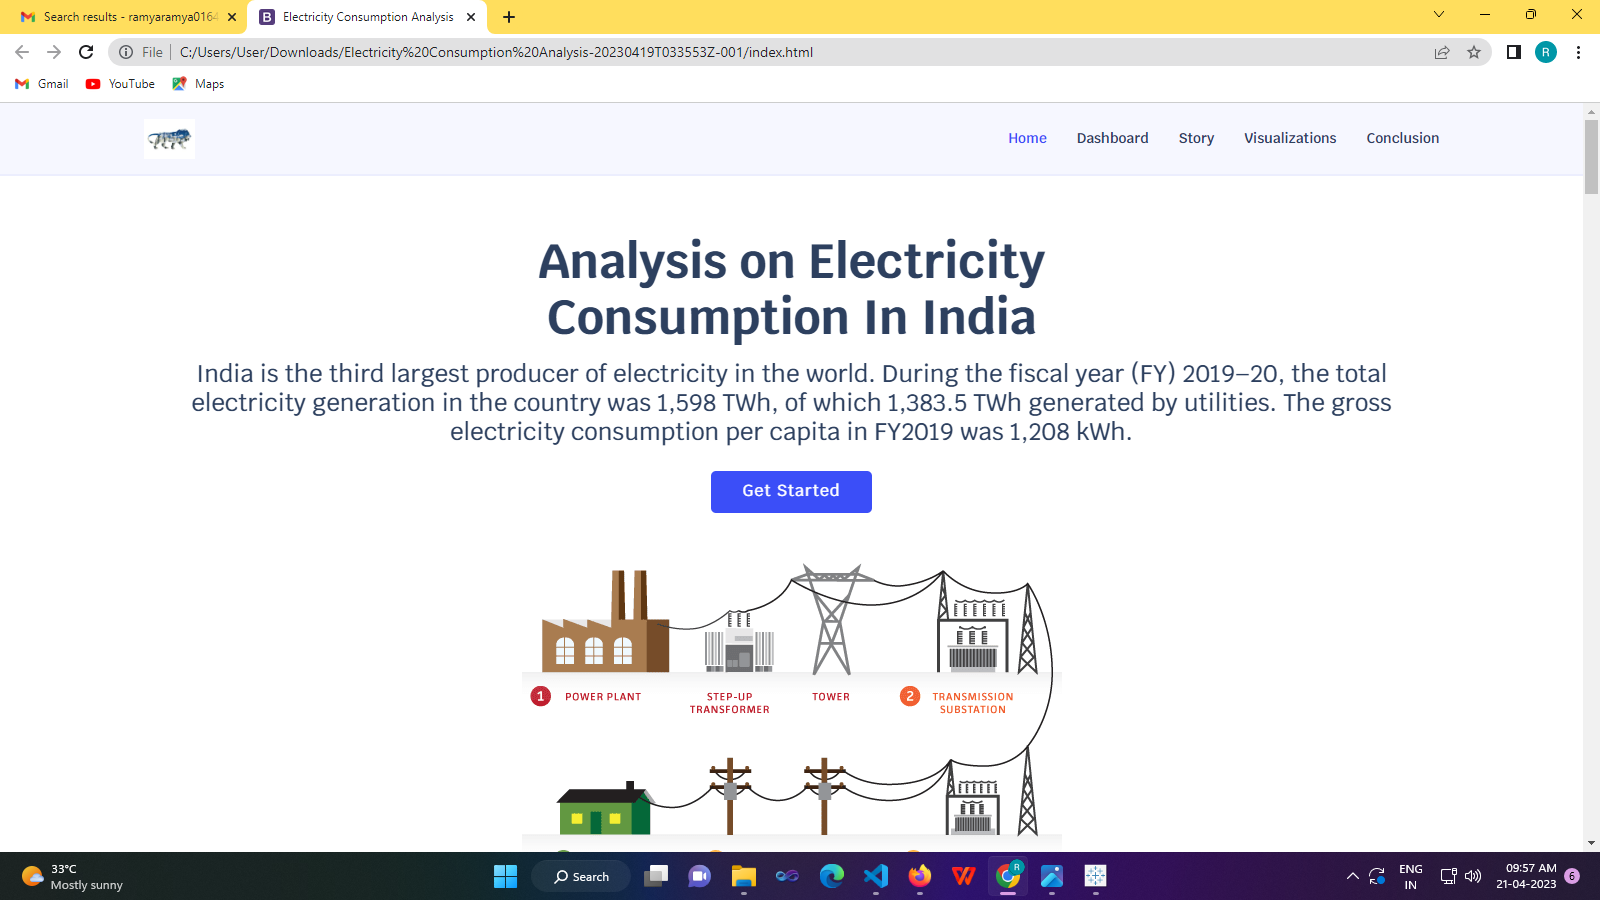 Search results - ramyaramya0164
Electricity Consumption Analysis
File
C:/Users/User/Downloads/Electricity%20Consumption%20Analysis-20230419T033553Z-001/index.html
R
Gmail
YouTube
Maps
Home
Dashboard
Story
Visualizations
Conclusion
Analysis on Electricity
Consumption In India
India is the third largest producer of electricity in the world. During the fiscal year (FY) 2019–20, the total
electricity generation in the country was 1,598 TWh, of which 1,383.5 TWh generated by utilities. The gross
electricity consumption per capita in FY2019 was 1,208 kWh.
Get Started
1 POWER PLANT
STEP-UP
TRANSFORMER
TOWER
2 TRANSMISSION
SUBSTATION
33°C
Mostly sunny
Search
R
ENG
IN
09:57 AM
21-04-2023
6